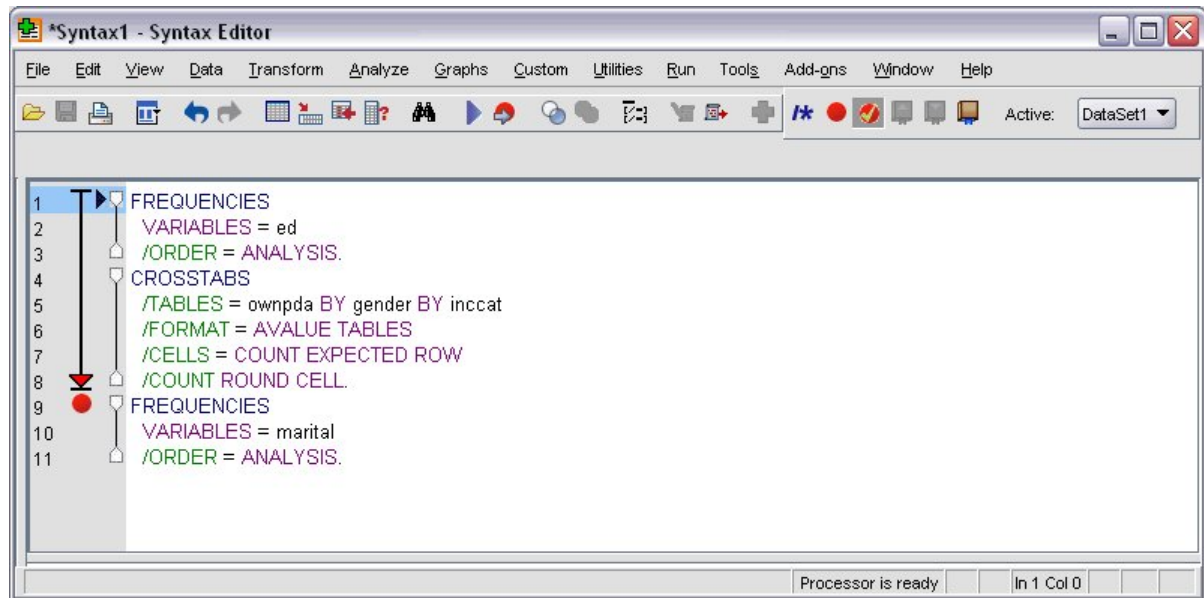 *Syntax1 - Syntax Editor
File Edit View Data Transform Analyze Graphs Custom Utilities Run Tools Add-ons Window Help
Active: DataSet1
1 FREQUENCIES
2 VARIABLES = ed
3 /ORDER = ANALYSIS.
4 CROSSTABS
5 /TABLES = ownpda BY gender BY inccat
6 /FORMAT = AVALUE TABLES
7 /CELLS = COUNT EXPECTED ROW
8 /COUNT ROUND CELL.
9 FREQUENCIES
10 VARIABLES = marital
11 /ORDER = ANALYSIS.
Processor is ready In 1 Col 0